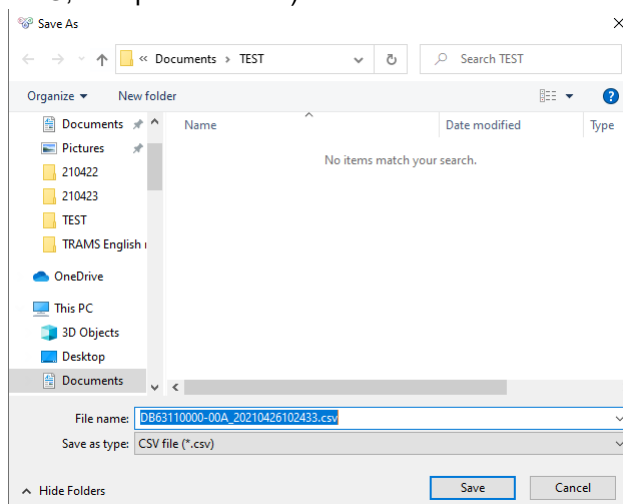 Save As
« Documents > TEST
Search TEST
Organize
New folder
Documents
Name
Date modified
Type
Pictures
No items match your search.
210422
210423
TEST
TRAMS English
OneDrive
This PC
3D Objects
Desktop
Documents
File name: DB63110000-00A_20210426102433.csv
Save as type: CSV file (*.csv)
Hide Folders
Save
Cancel